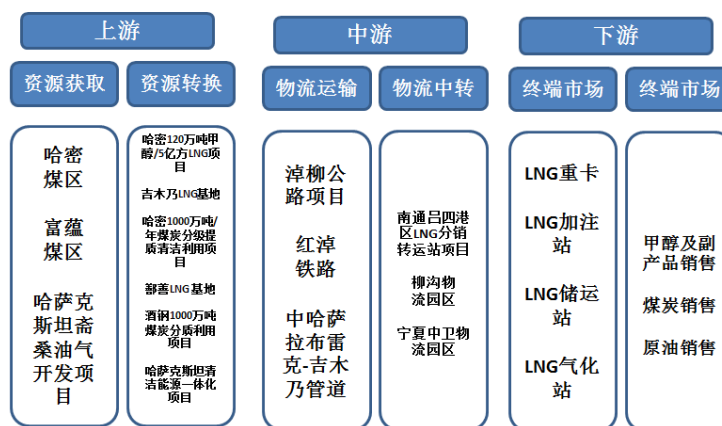 上游
中游
下游
资源获取
资源转换
物流运输
物流中转
终端市场
终端市场
哈密
煤区
富蕴
煤区
哈萨克
斯坦斋
桑油气
开发项
目
哈密120万吨甲
醇/5亿方LNG项
目
吉木乃LNG基地
哈密1000万吨/
年煤炭分级提
质清洁利用项
目
鄯善LNG基地
酒钢1000万吨
煤炭分质利用
项目
哈萨克斯坦清
洁能源一体化
项目
淖柳公
路项目
红淖
铁路
中哈萨
拉布雷
克-吉木
乃管道
南通吕四港
区LNG分销
转运站项目
柳沟物
流园区
宁夏中卫物
流园区
LNG重卡
LNG加注
站
LNG储运
站
LNG气化
站
甲醇及副
产品销售
煤炭销售
原油销售